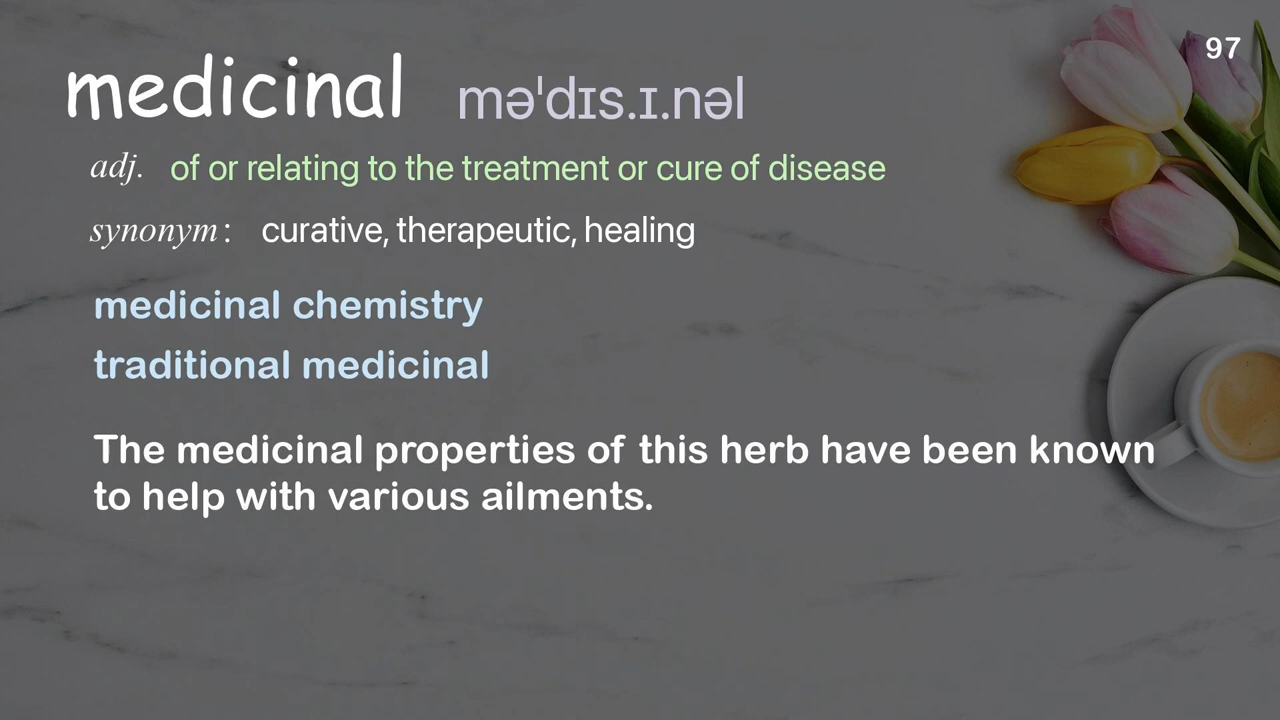 97
medicinal məˈdɪs.ɪ.nəl
adj. of or relating to the treatment or cure of disease
synonym: curative, therapeutic, healing
medicinal chemistry
traditional medicinal
The medicinal properties of this herb have been known
to help with various ailments.